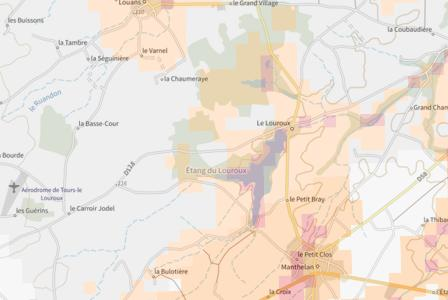 Louans
le Grand Village
les Buissons
la Coubaudière
la Tambre
le Varnel
la Séguinière
la Chaumeraye
le Ruandon
Grand Char
la Basse-Cour
Le Louroux
a Bourde
D114
Étang du Louroux
D58
Aérodrome de Tours-le
Louroux
le Petit Bray
les Guérins
le Carroir Jodel
la Thiba
le Petit Clos
Manthelan
la Bulotière
la Croix